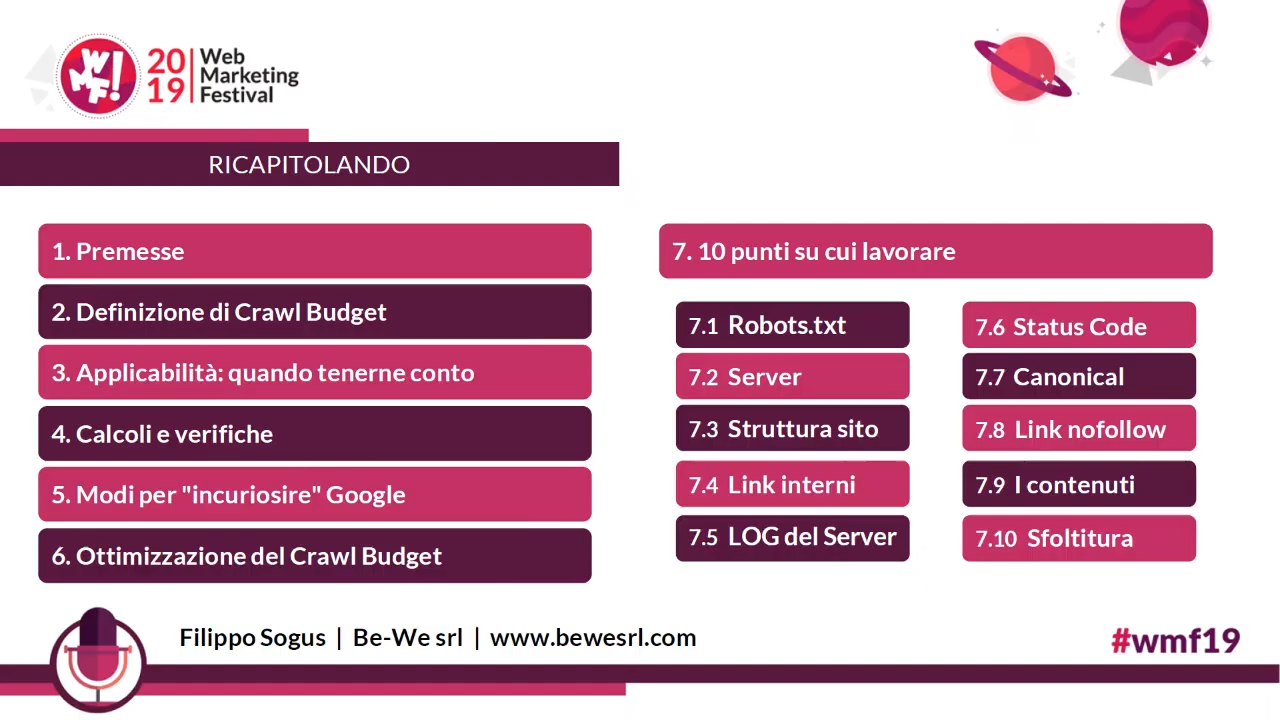 WMF!
2019
Web
Marketing
Festival
RICAPITOLANDO
1. Premesse
2. Definizione di Crawl Budget
3. Applicabilità: quando tenerne conto
4. Calcoli e verifiche
5. Modi per "incuriosire" Google
6. Ottimizzazione del Crawl Budget
7. 10 punti su cui lavorare
7.1 Robots.txt
7.2 Server
7.3 Struttura sito
7.4 Link interni
7.5 LOG del Server
7.6 Status Code
7.7 Canonical
7.8 Link nofollow
7.9 I contenuti
7.10 Sfoltitura
Filippo Sogus | Be-We srl | www.bewesrl.com
#wmf19